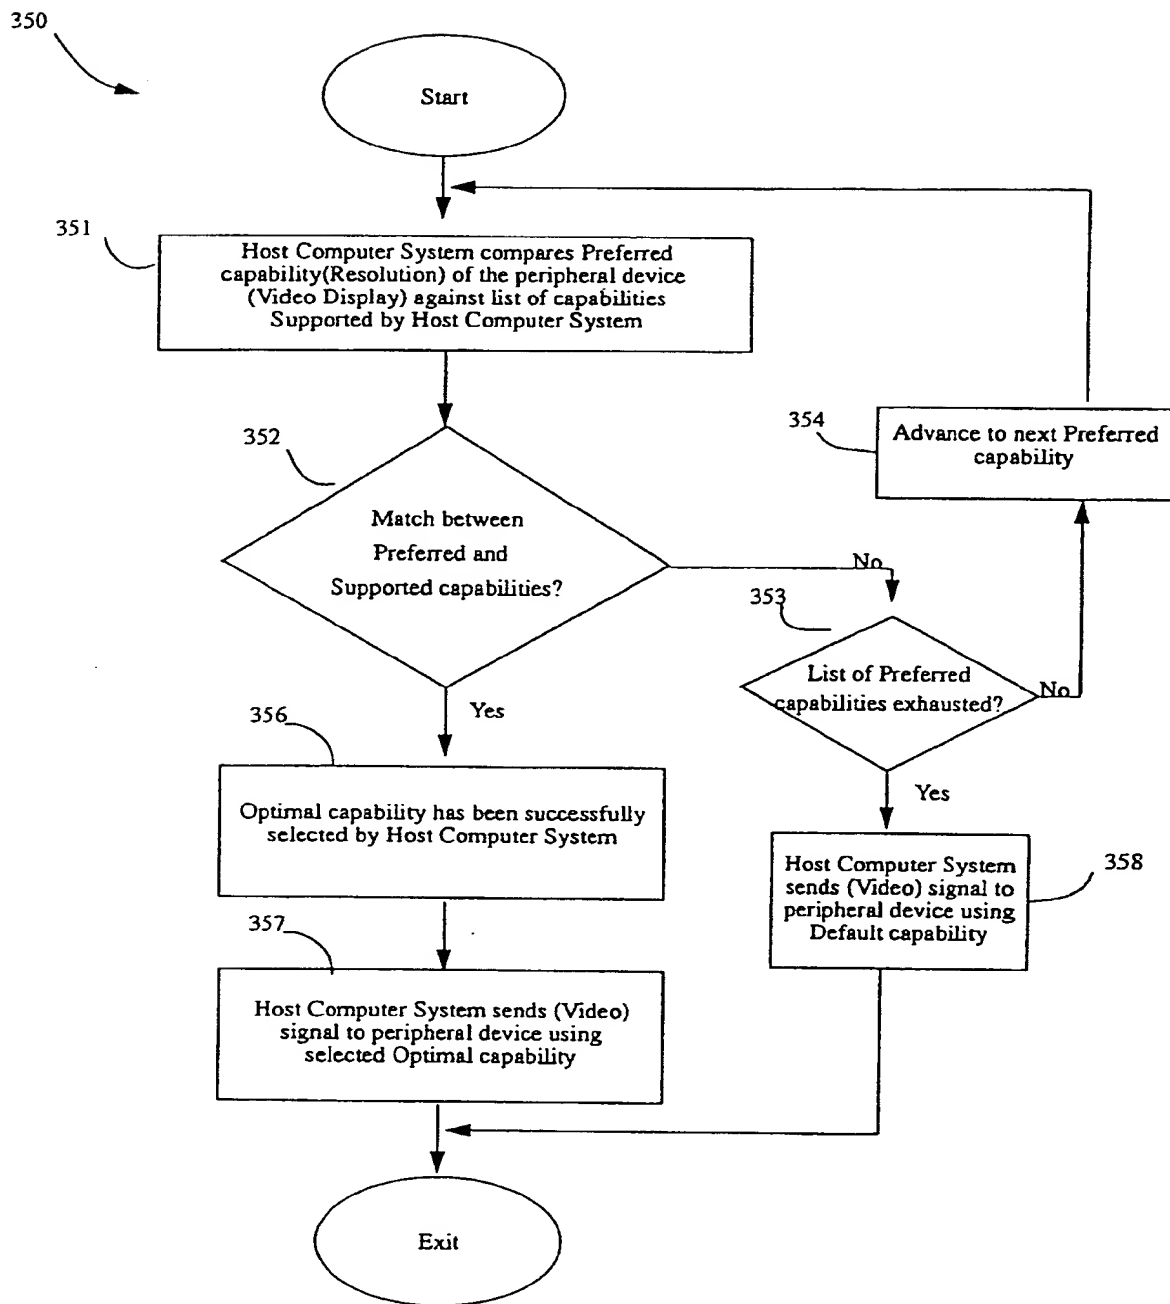 350
Start
351
Host Computer System compares Preferred
capability(Resolution) of the peripheral device
(Video Display) against list of capabilities
Supported by Host Computer System
354
Advance to next Preferred
capability
352
Match between
Preferred and
Supported capabilities?
No
353
List of Preferred
capabilities exhausted?
No
Yes
356
Optimal capability has been successfully
selected by Host Computer System
Yes
358
Host Computer System
sends (Video) signal to
peripheral device using
Default capability
357
Host Computer System sends (Video)
signal to peripheral device using
selected Optimal capability
Exit